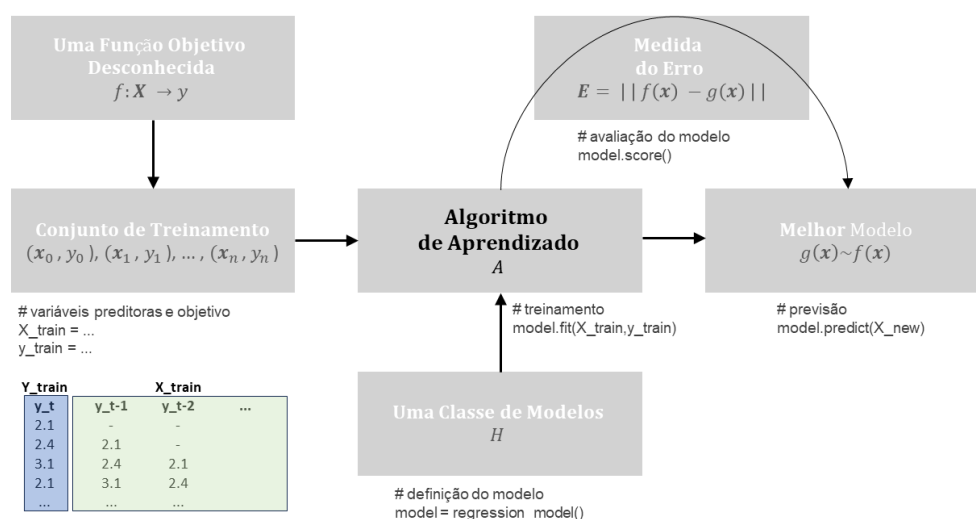 Uma Função Objetivo
Desconhecida
f: X → y
Medida
do Erro
E = ||f(x) − g(x)||
# avaliação do modelo
model.score()
Conjunto de Treinamento
(x₀, y₀), (x₁, y₁), ... , (xₙ, yₙ)
# variáveis preditoras e objetivo
X_train = ...
y_train = ...
Algoritmo
de Aprendizado
A
# treinamento
model.fit(X_train,y_train)
Melhor Modelo
g(x)~f(x)
# previsão
model.predict(X_new)
Uma Classe de Modelos
H
# definição do modelo
model = regression_model()
Y_train X_train
y_t y_t-1 y_t-2 ...
2.1 - -
2.4 2.1 -
3.1 2.4 2.1
2.1 3.1 2.4
... ... ...